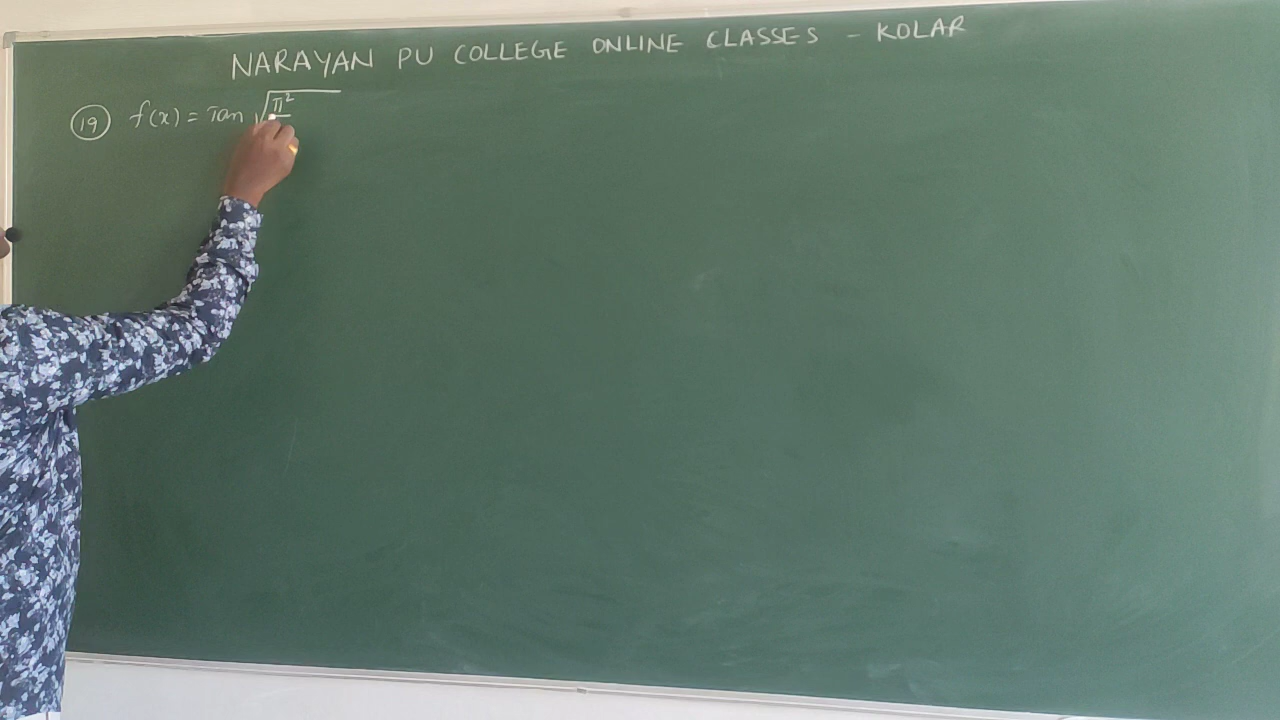 NARAYAN PU COLLEGE ONLINE CLASSES - KOLAR
(19) f(x) = Tan √π²